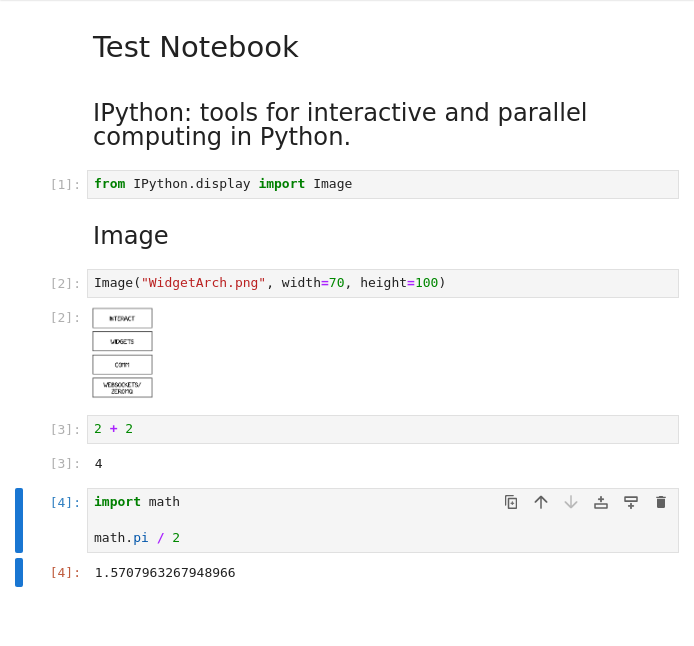 Test Notebook
IPython: tools for interactive and parallel
computing in Python.
[1]: from IPython.display import Image
Image
[2]: Image("WidgetArch.png", width=70, height=100)
[2]:
INTERACT
WIDGETS
COMM
WEBSOCKETS/
ZEROMQ
[3]: 2 + 2
[3]: 4
[4]: import math
math.pi / 2
[4]: 1.5707963267948966